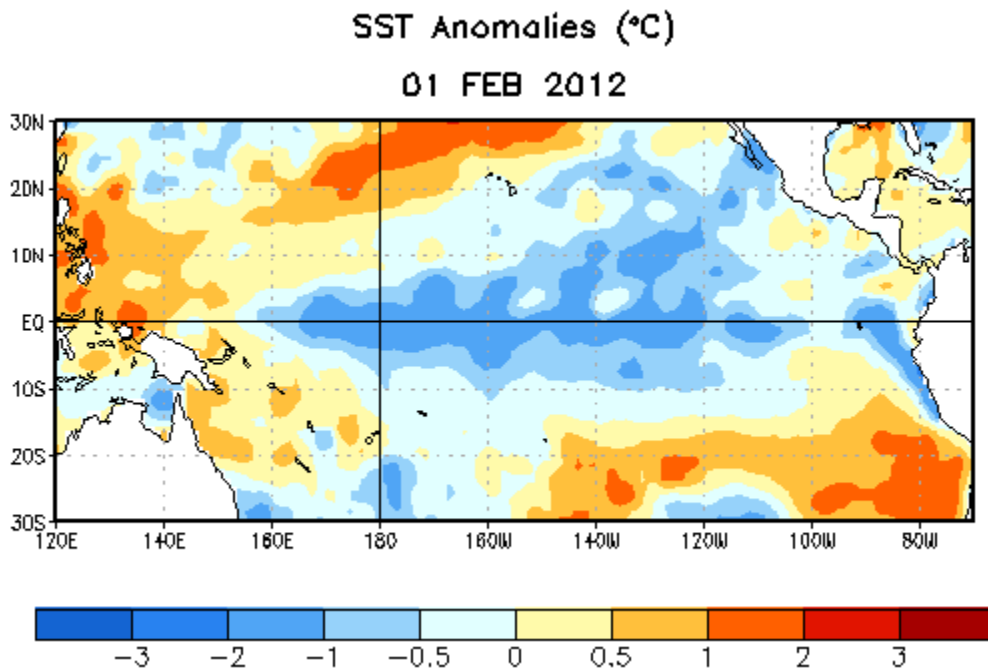 SST Anomalies (°C)
01 FEB 2012
30N
20N
10N
EQ
10S
20S
30S
120E 140E 160E 180 160W 140W 120W 100W 80W
-3 -2 -1 -0.5 0 0.5 1 2 3